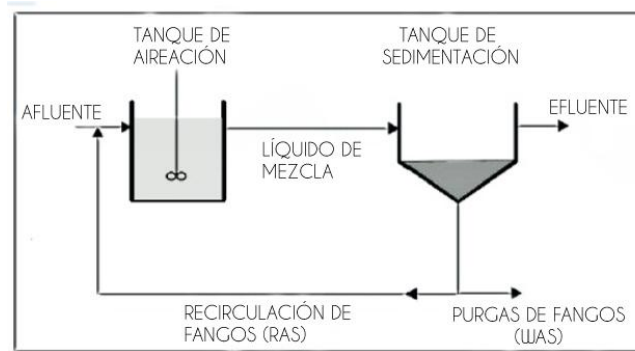 TANQUE DE
AIREACIÓN
TANQUE DE
SEDIMENTACIÓN
AFLUENTE
EFLUENTE
LÍQUIDO DE
MEZCLA
RECIRCULACIÓN DE
FANGOS (RAS)
PURGAS DE FANGOS
(WAS)